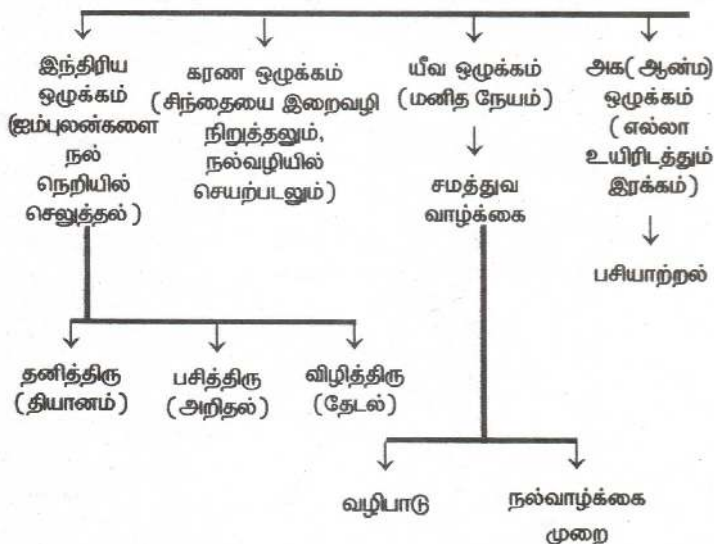 இந்திரிய
ஒழுக்கம்
(ஐம்புலன்களை
நல்
நெறியில்
செலுத்தல்)
கரண ஒழுக்கம்
(சிந்தையை இறைவழி
நிறுத்தலும்,
நல்வழியில்
செயற்படலும்)
யீவ ஒழுக்கம்
(மனித நேயம்)
சமத்துவ
வாழ்க்கை
அக(ஆன்ம)
ஒழுக்கம்
(எல்லா
உயிரிடத்தும்
இரக்கம்)
பசியாற்றல்
தனித்திரு
(தியானம்)
பசித்திரு
(அறிதல்)
விழித்திரு
(தேடல்)
வழிபாடு
நல்வாழ்க்கை
முறை